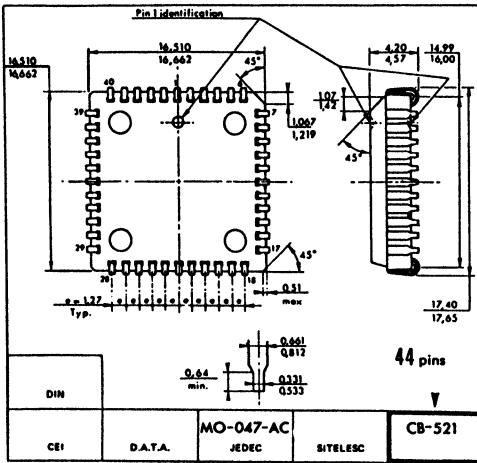 Pin 1 identification
16,510
16,662
16,510
16,662
45°
4,20
4,57
14,99
16,00
40
1
39
7
1,067
1,219
1,07
1,42
45°
29
17
45°
28
18
e = 1,27
Typ.
e e e e e e e e
0,51
max
17,40
17,65
0,661
0,812
0,64
min.
0,331
0,533
44 pins
DIN
CEI
D.A.T.A.
MO-047-AC
JEDEC
SITELESC
CB-521